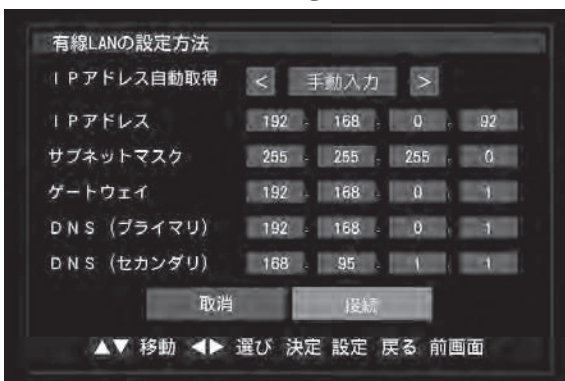 有線LANの設定方法
IPアドレス自動取得 < 手動入力 >
IPアドレス 192 . 168 . 0 . 92
サブネットマスク 255 . 255 . 255 . 0
ゲートウェイ 192 . 168 . 0 . 1
DNS (プライマリ) 192 . 168 . 0 . 1
DNS (セカンダリ) 168 . 95 . 1 . 1
取消 接続
▲▼ 移動 ◀▶ 選び 決定 設定 戻る 前画面